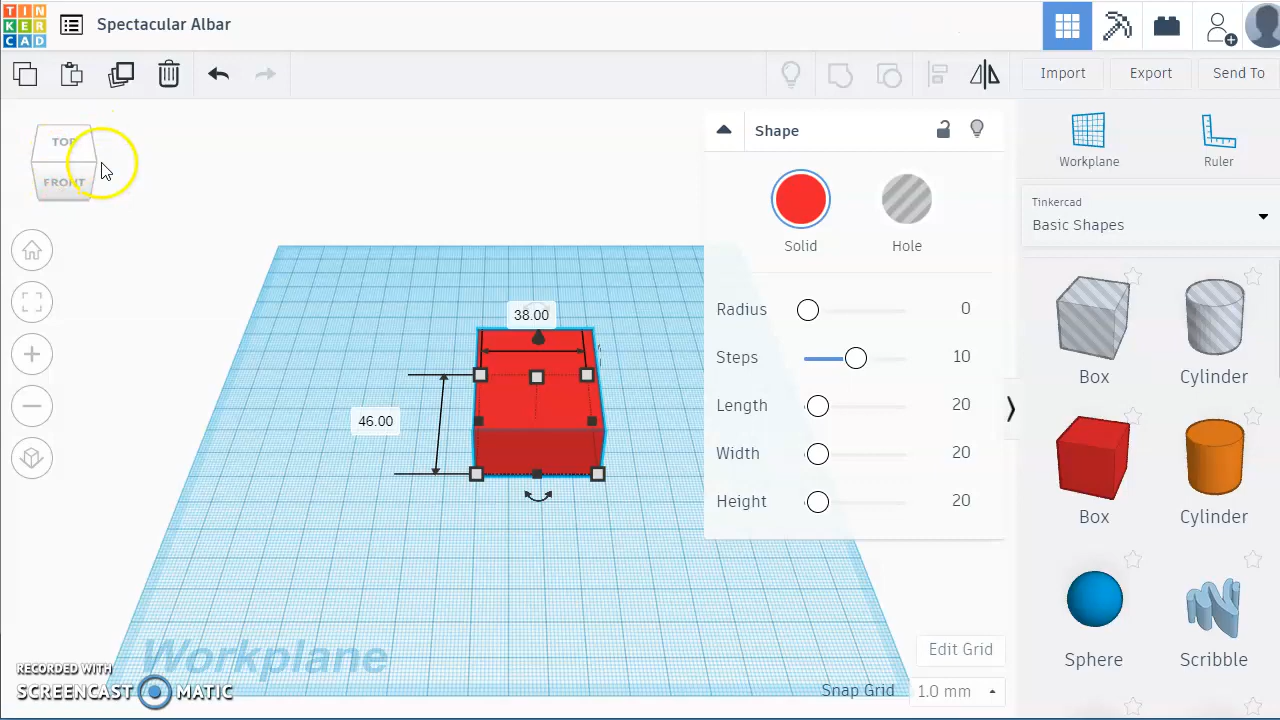 TIN
KER
CAD
Spectacular Albar
Import
Export
Send To
TOP
FRONT
Shape
Solid
Hole
Radius 0
Steps 10
Length 20
Width 20
Height 20
38.00
46.00
Workplane
Ruler
Tinkercad
Basic Shapes
Box
Cylinder
Box
Cylinder
Sphere
Scribble
Workplane
Edit Grid
Snap Grid 1.0 mm
RECORDED WITH
SCREENCAST MATIC